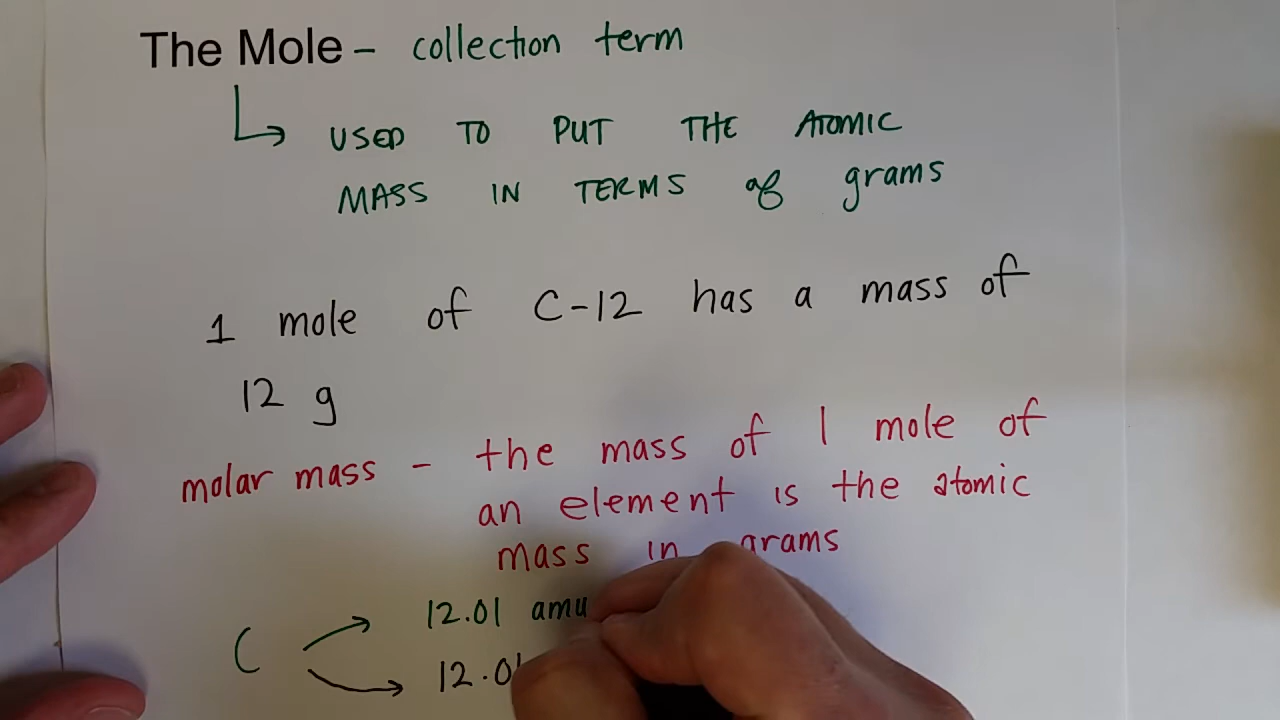 The Mole - collection term
USED TO PUT THE ATOMIC
MASS IN TERMS of grams
1 mole of C-12 has a mass of
12 g
molar mass - the mass of 1 mole of
an element is the atomic
mass in grams
12.01 amu
C
12.01